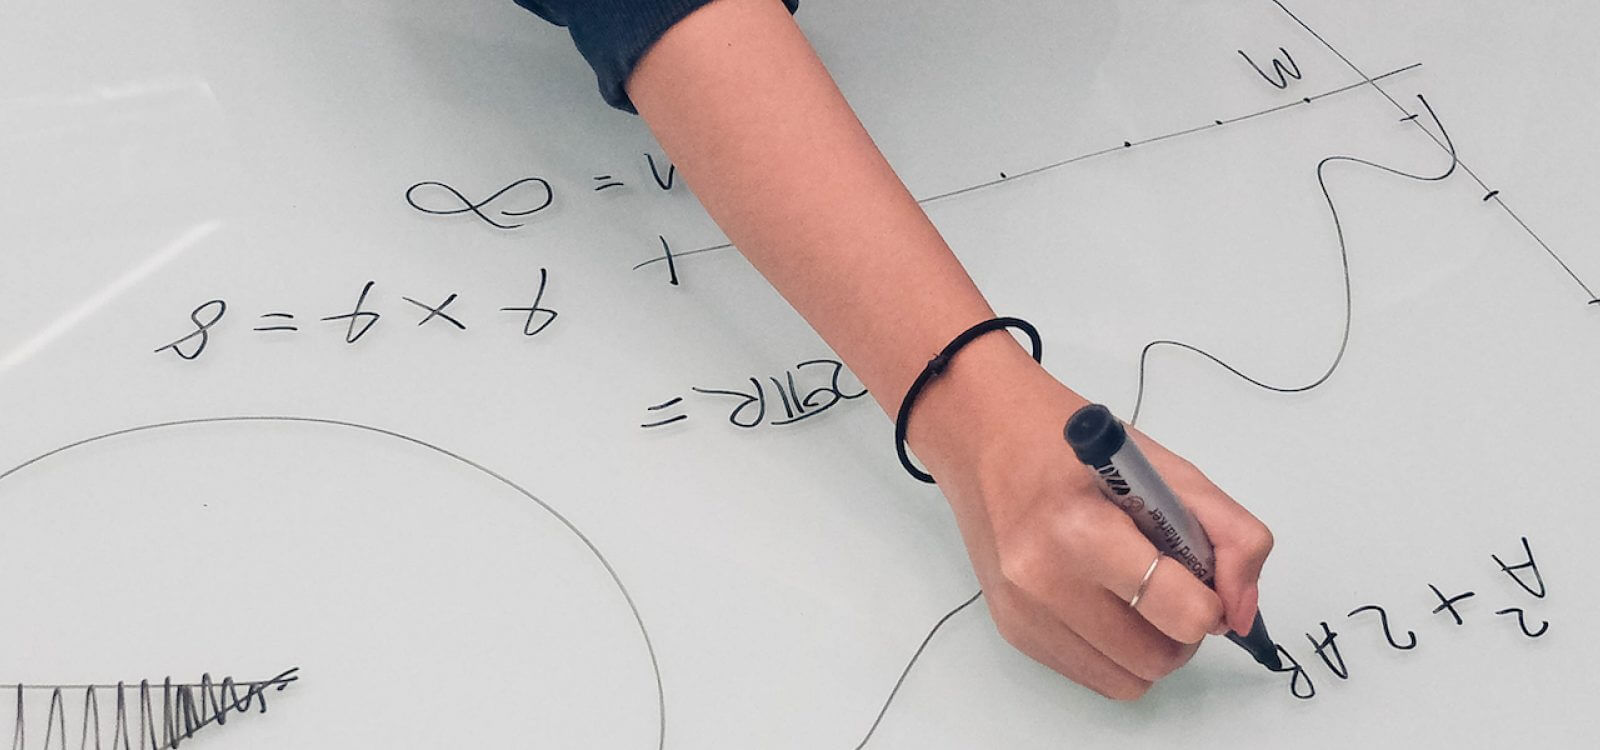 A² + 2AB
2πR =
4 x 4 = 8
= ∞
Board Marker